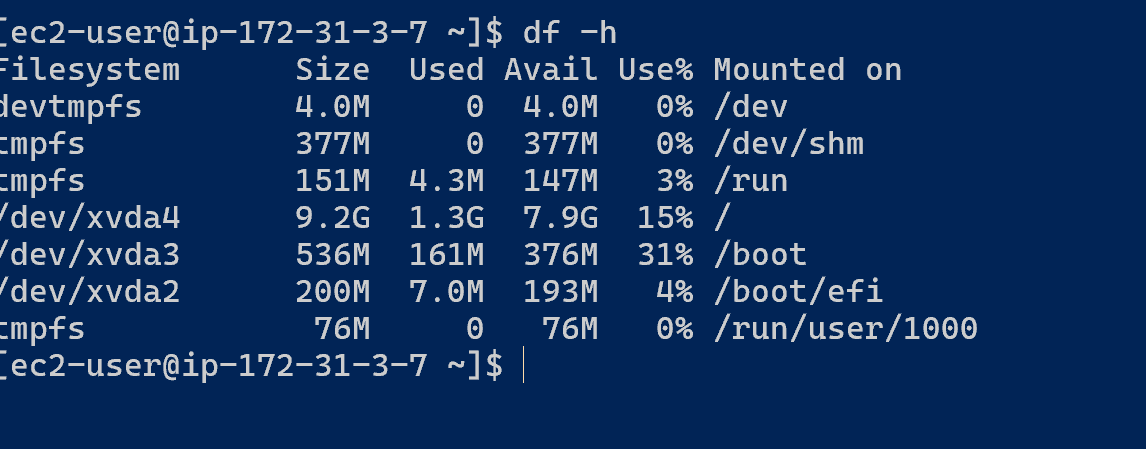 [ec2-user@ip-172-31-3-7 ~]$ df -h
Filesystem      Size  Used Avail Use% Mounted on
devtmpfs        4.0M     0  4.0M   0% /dev
tmpfs           377M     0  377M   0% /dev/shm
tmpfs           151M  4.3M  147M   3% /run
/dev/xvda4      9.2G  1.3G  7.9G  15% /
/dev/xvda3      536M  161M  376M  31% /boot
/dev/xvda2      200M  7.0M  193M   4% /boot/efi
tmpfs            76M     0   76M   0% /run/user/1000
[ec2-user@ip-172-31-3-7 ~]$